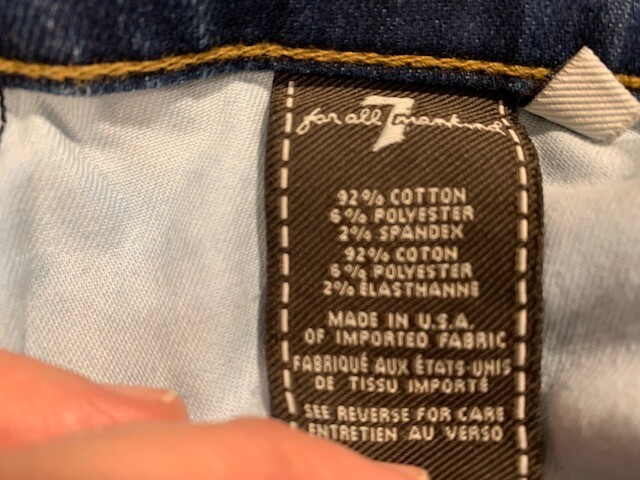 for all 7 mankind
92% COTTON
6% POLYESTER
2% SPANDEX
92% COTON
6% POLYESTER
2% ELASTHANNE
MADE IN U.S.A.
OF IMPORTED FABRIC
FABRIQUÉ AUX ÉTATS-UNIS
DE TISSU IMPORTÉ
SEE REVERSE FOR CARE
ENTRETIEN AU VERSO